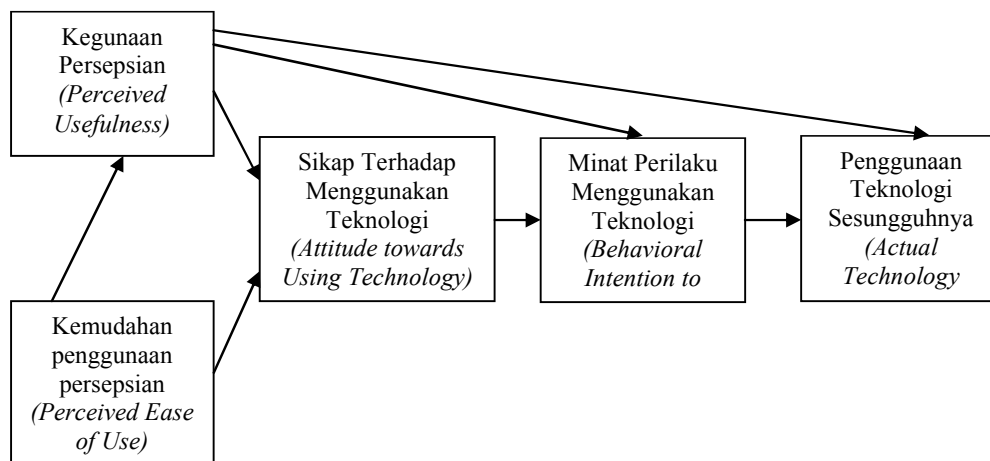 Kegunaan
Persepsian
(Perceived
Usefulness)
Sikap Terhadap
Menggunakan
Teknologi
(Attitude towards
Using Technology)
Minat Perilaku
Menggunakan
Teknologi
(Behavioral
Intention to
Penggunaan
Teknologi
Sesungguhnya
(Actual
Technology
Kemudahan
penggunaan
persepsian
(Perceived Ease
of Use)